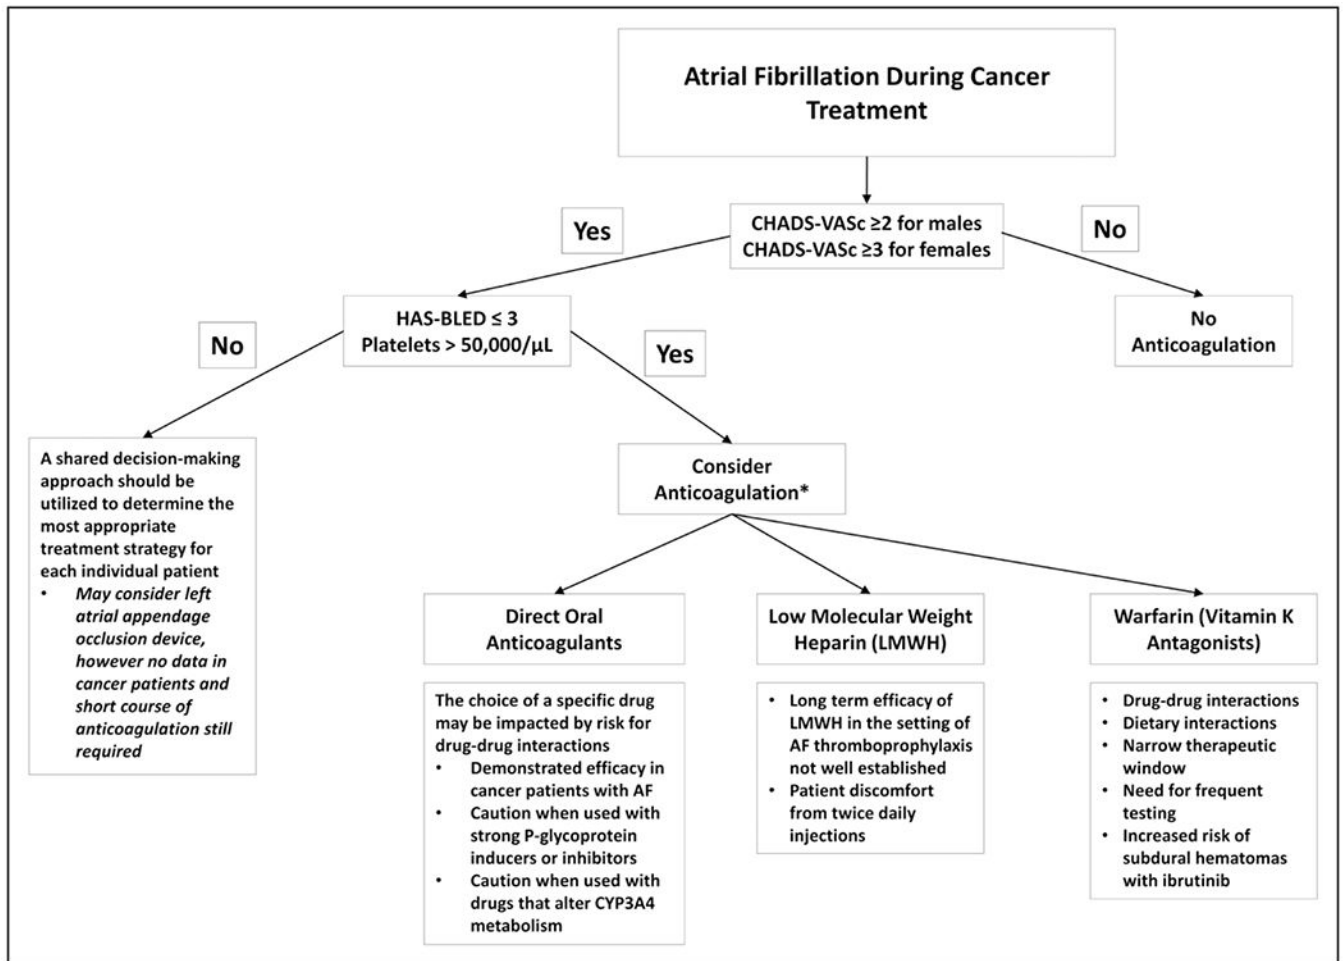 Atrial Fibrillation During Cancer
Treatment
CHADS-VASc ≥2 for males
CHADS-VASc ≥3 for females
Yes
No
HAS-BLED ≤ 3
Platelets > 50,000/µL
No
Anticoagulation
No
Yes
A shared decision-making
approach should be
utilized to determine the
most appropriate
treatment strategy for
each individual patient
• May consider left
atrial appendage
occlusion device,
however no data in
cancer patients and
short course of
anticoagulation still
required
Consider
Anticoagulation*
Direct Oral
Anticoagulants
The choice of a specific drug
may be impacted by risk for
drug-drug interactions
• Demonstrated efficacy in
cancer patients with AF
• Caution when used with
strong P-glycoprotein
inducers or inhibitors
• Caution when used with
drugs that alter CYP3A4
metabolism
Low Molecular Weight
Heparin (LMWH)
• Long term efficacy of
LMWH in the setting of
AF thromboprophylaxis
not well established
• Patient discomfort
from twice daily
injections
Warfarin (Vitamin K
Antagonists)
• Drug-drug interactions
• Dietary interactions
• Narrow therapeutic
window
• Need for frequent
testing
• Increased risk of
subdural hematomas
with ibrutinib